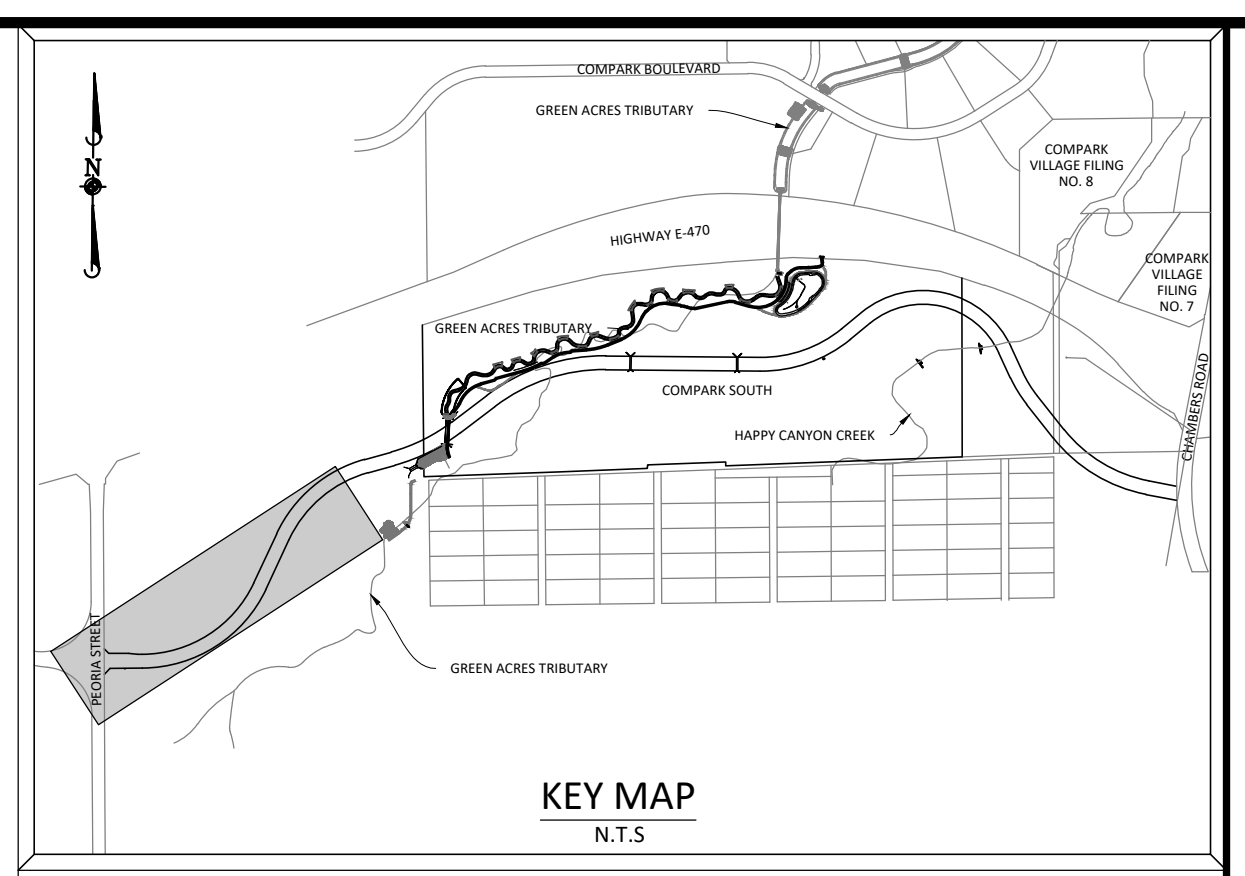 COMPARK BOULEVARD
GREEN ACRES TRIBUTARY
COMPARK
VILLAGE FILING
NO. 8
N
HIGHWAY E-470
COMPARK
VILLAGE
FILING
NO. 7
GREEN ACRES TRIBUTARY
COMPARK SOUTH
CHAMBERS ROAD
HAPPY CANYON CREEK
PEORIA STREET
GREEN ACRES TRIBUTARY
KEY MAP
N.T.S